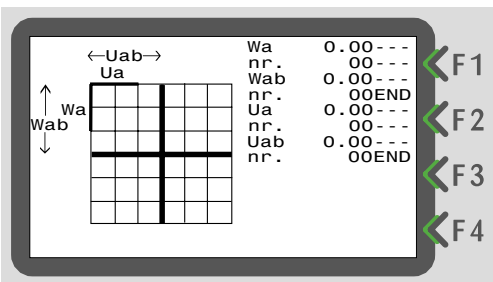 ←Uab→
Ua
Wa
Wab
Wa 0.00---
nr. 00---
Wab 0.00---
nr. 00END
Ua 0.00---
nr. 00---
Uab 0.00---
nr. 00END
F1
F2
F3
F4